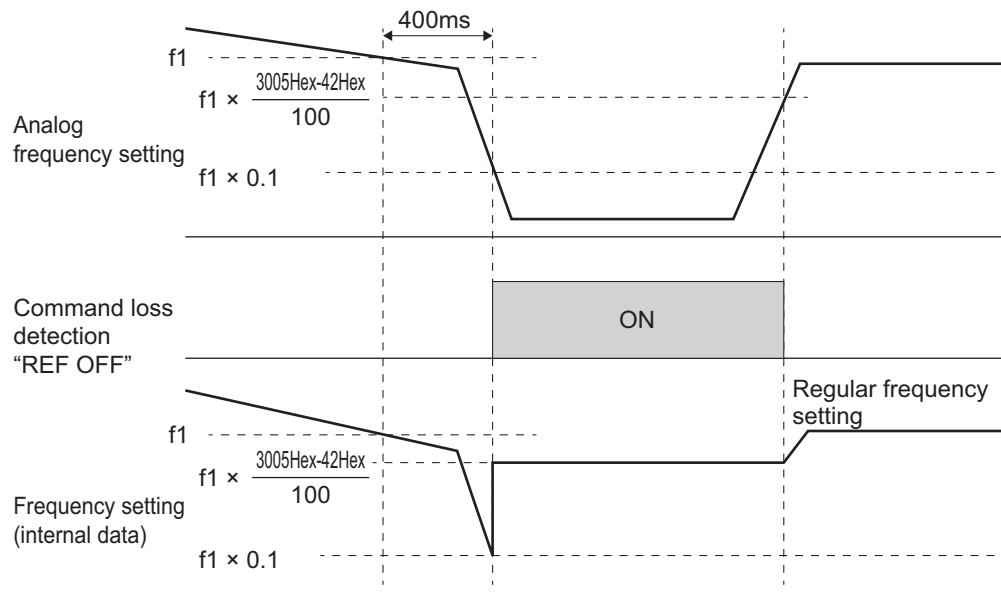 400ms
f1
f1 × 3005Hex-42Hex
100
Analog
frequency setting
f1 × 0.1
Command loss
detection
“REF OFF”
ON
Regular frequency
setting
f1
f1 × 3005Hex-42Hex
100
Frequency setting
(internal data)
f1 × 0.1